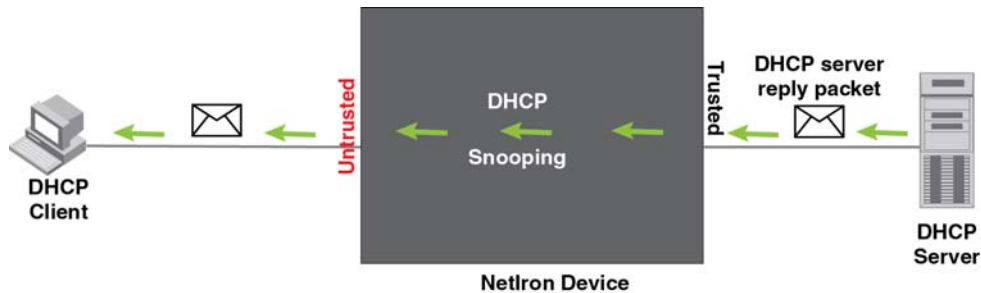 DHCP
Client
Untrusted
DHCP
Snooping
Trusted
DHCP server
reply packet
DHCP
Server
NetIron Device